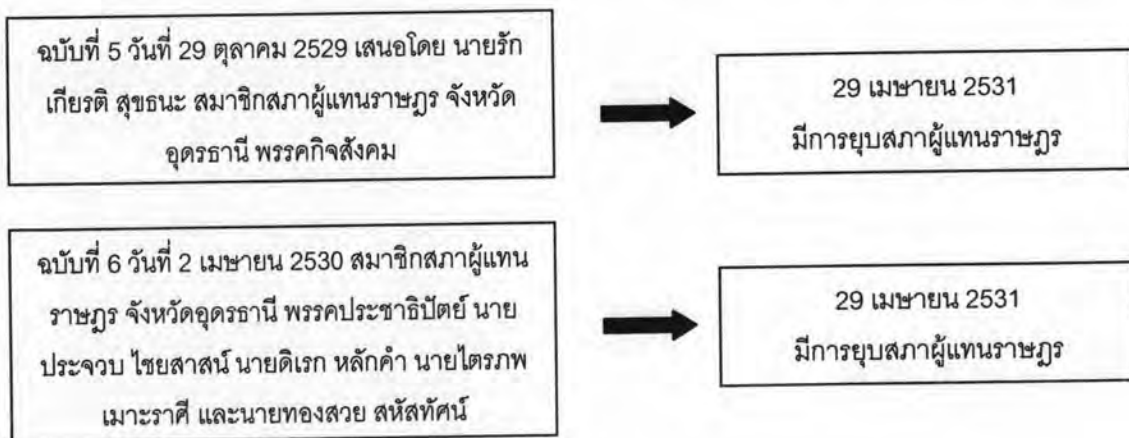 ฉบับที่ 5 วันที่ 29 ตุลาคม 2529 เสนอโดย นายรัก
เกียรติ สุขธนะ สมาชิกสภาผู้แทนราษฎร จังหวัด
อุดรธานี พรรคกิจสังคม
29 เมษายน 2531
มีการยุบสภาผู้แทนราษฎร
ฉบับที่ 6 วันที่ 2 เมษายน 2530 สมาชิกสภาผู้แทน
ราษฎร จังหวัดอุดรธานี พรรคประชาธิปัตย์ นาย
ประจวบ ไชยสาสน์ นายดิเรก หลักคำ นายไตรภพ
เมาะราศี และนายทองสวย สหัสทัศน์
29 เมษายน 2531
มีการยุบสภาผู้แทนราษฎร